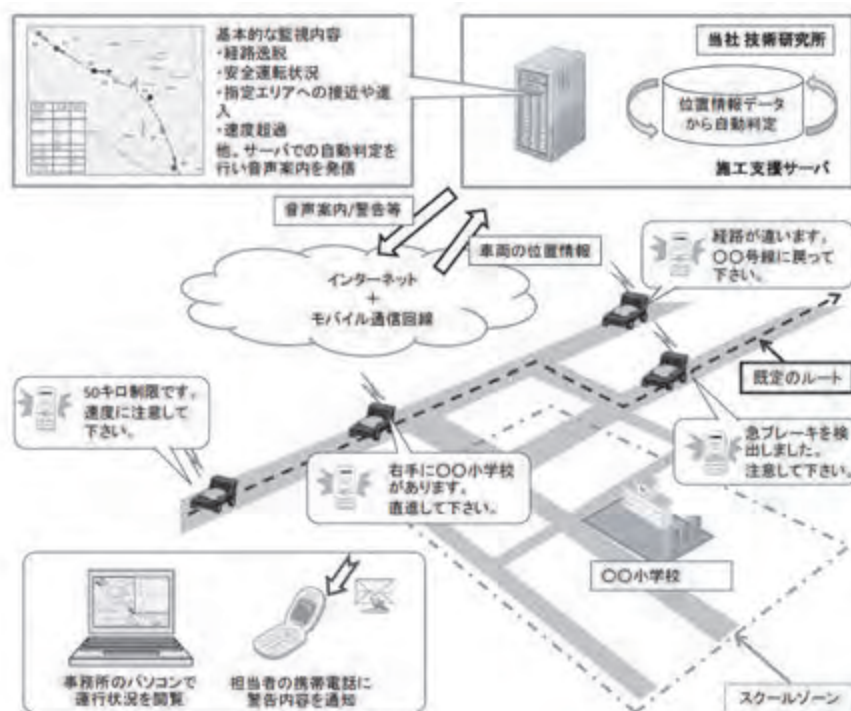 基本的な監視内容
・経路逸脱
・安全運転状況
・指定エリアへの接近や進
入
・速度超過
他、サーバでの自動判定を
行い音声案内を発信
当社 技術研究所
位置情報データ
から自動判定
施工支援サーバ
音声案内/警告等
車両の位置情報
インターネット
+
モバイル通信回線
経路が違います。
〇〇号線に戻って
下さい。
既定のルート
50キロ制限です。
速度に注意して
下さい。
右手に〇〇小学校
があります。
直進して下さい。
急ブレーキを検
出しました。
注意して下さい。
〇〇小学校
事務所のパソコンで
運行状況を閲覧
担当者の携帯電話に
警告内容を通知
スクールゾーン